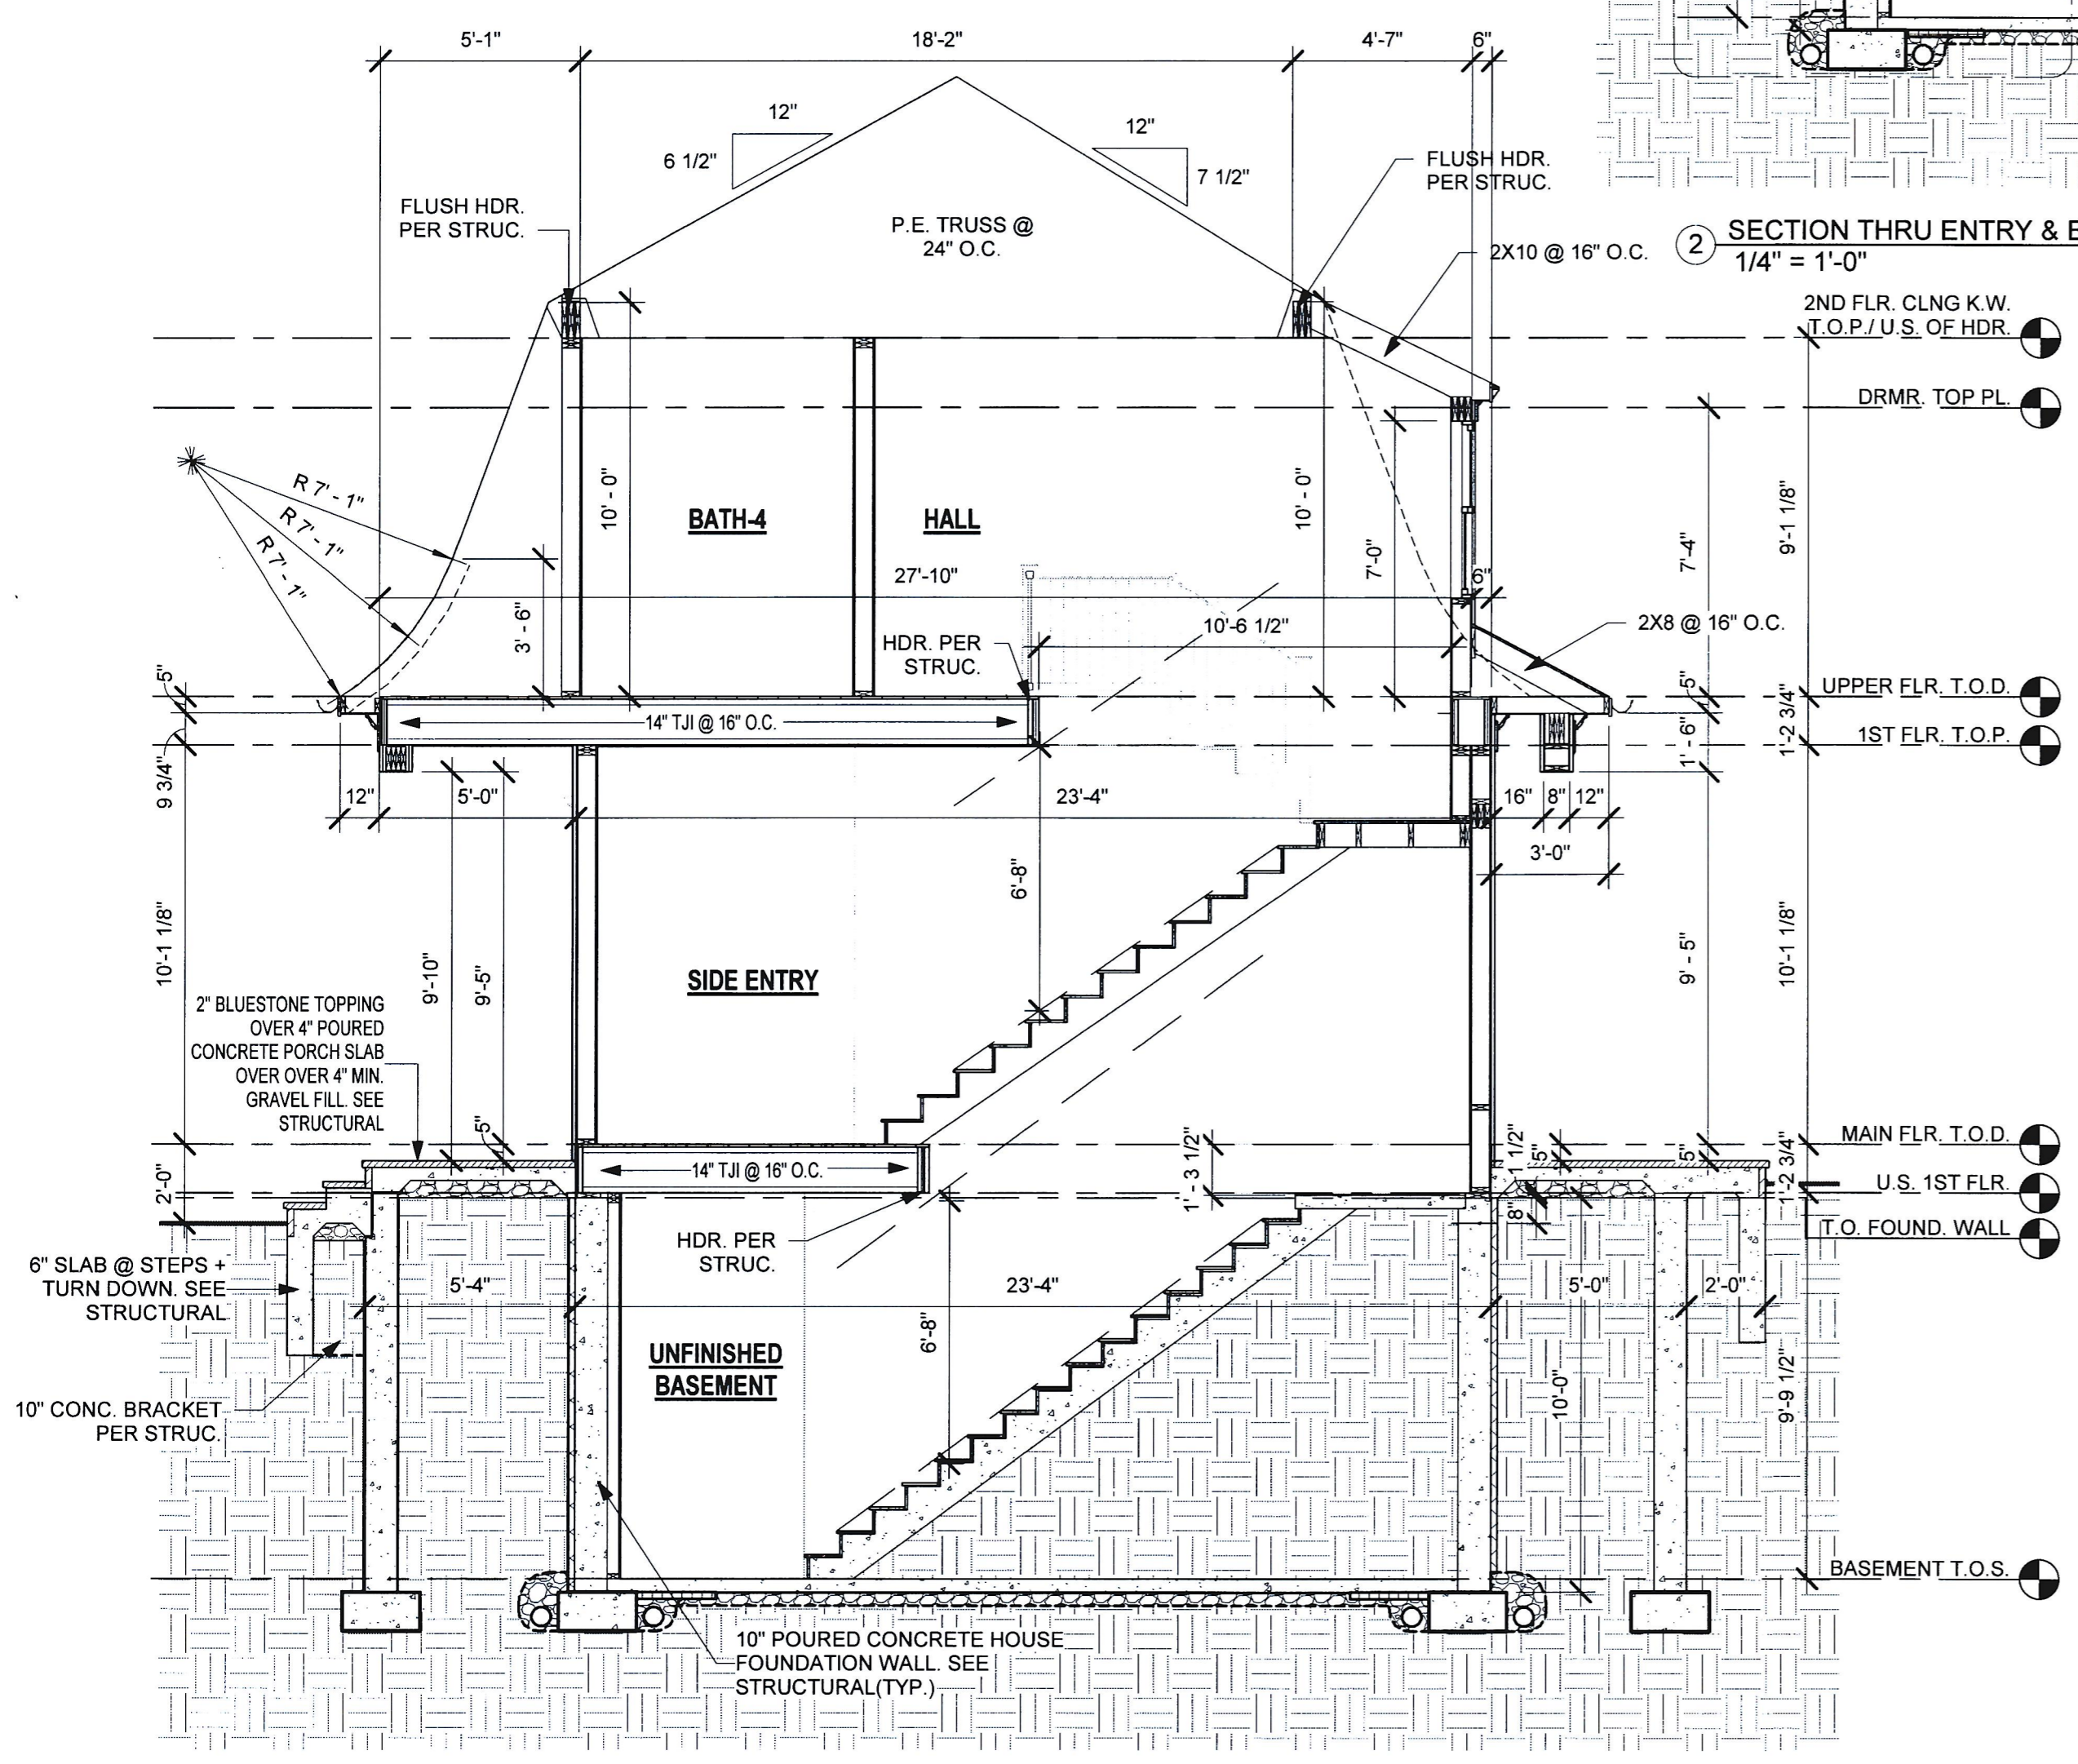 5'-1"
18'-2"
4'-7"
6"
12"
6 1/2"
12"
7 1/2"
FLUSH HDR.
PER STRUC.
P.E. TRUSS @
24" O.C.
FLUSH HDR.
PER STRUC.
2X10 @ 16" O.C.
2
SECTION THRU ENTRY &
1/4" = 1'-0"
2ND FLR. CLNG K.W.
T.O.P./ U.S. OF HDR.
DRMR. TOP PL.
R 7' - 1"
R 7' - 1"
R 7' - 1"
10' - 0"
BATH-4
HALL
10' - 0"
7'-0"
7'-4"
9'-1 1/8"
27'-10"
6"
3' - 6"
10'-6 1/2"
HDR. PER
STRUC.
2X8 @ 16" O.C.
5"
14" TJI @ 16" O.C.
5"
1'-2 3/4"
1' - 6"
UPPER FLR. T.O.D.
1ST FLR. T.O.P.
9 3/4"
12"
5'-0"
23'-4"
16"
8"
12"
3'-0"
6'-8"
10'-1 1/8"
9'-10"
9'-5"
SIDE ENTRY
9' - 5"
10'-1 1/8"
2" BLUESTONE TOPPING
OVER 4" POURED
CONCRETE PORCH SLAB
OVER OVER 4" MIN.
GRAVEL FILL. SEE
STRUCTURAL
5"
2'-0"
14" TJI @ 16" O.C.
1' - 3 1/2"
1 1/2"
5"
5"
8"
1'-2 3/4"
MAIN FLR. T.O.D.
U.S. 1ST FLR.
T.O. FOUND. WALL
HDR. PER
STRUC.
6" SLAB @ STEPS +
TURN DOWN. SEE
STRUCTURAL
5'-4"
23'-4"
5'-0"
2'-0"
6'-8"
UNFINISHED
BASEMENT
10'-0"
9'-9 1/2"
10" CONC. BRACKET
PER STRUC.
BASEMENT T.O.S.
10" POURED CONCRETE HOUSE
FOUNDATION WALL. SEE
STRUCTURAL(TYP.)